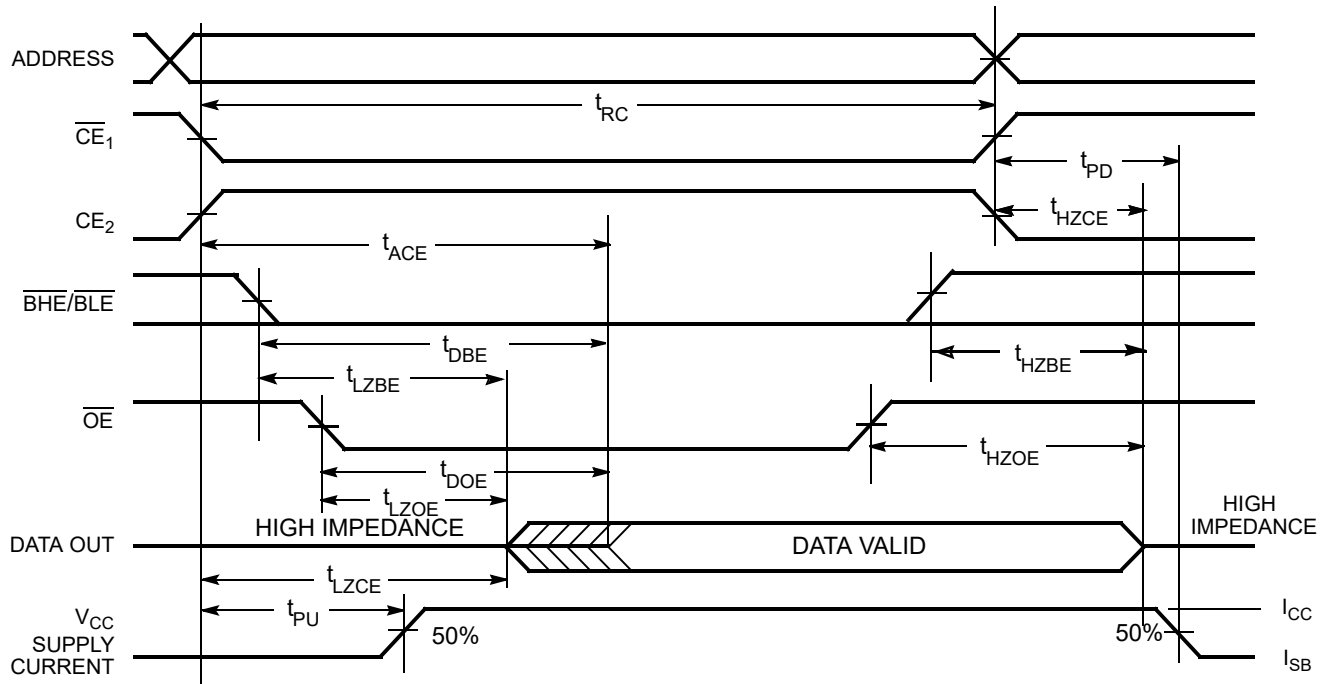 ADDRESS
tRC
CE1
tPD
CE2
tHZCE
tACE
BHE/BLE
tDBE
tHZBE
tLZBE
OE
tHZOE
tDOE
tLZOE
HIGH IMPEDANCE
HIGH
IMPEDANCE
DATA OUT
DATA VALID
tLZCE
tPU
VCC
SUPPLY
CURRENT
50%
50%
ICC
ISB